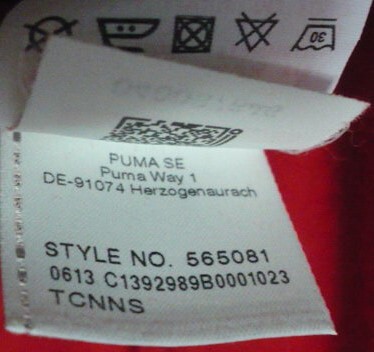 30
PUMA SE
Puma Way 1
DE-91074 Herzogenaurach
STYLE NO. 565081
0613 C1392989B0001023
TCNNS